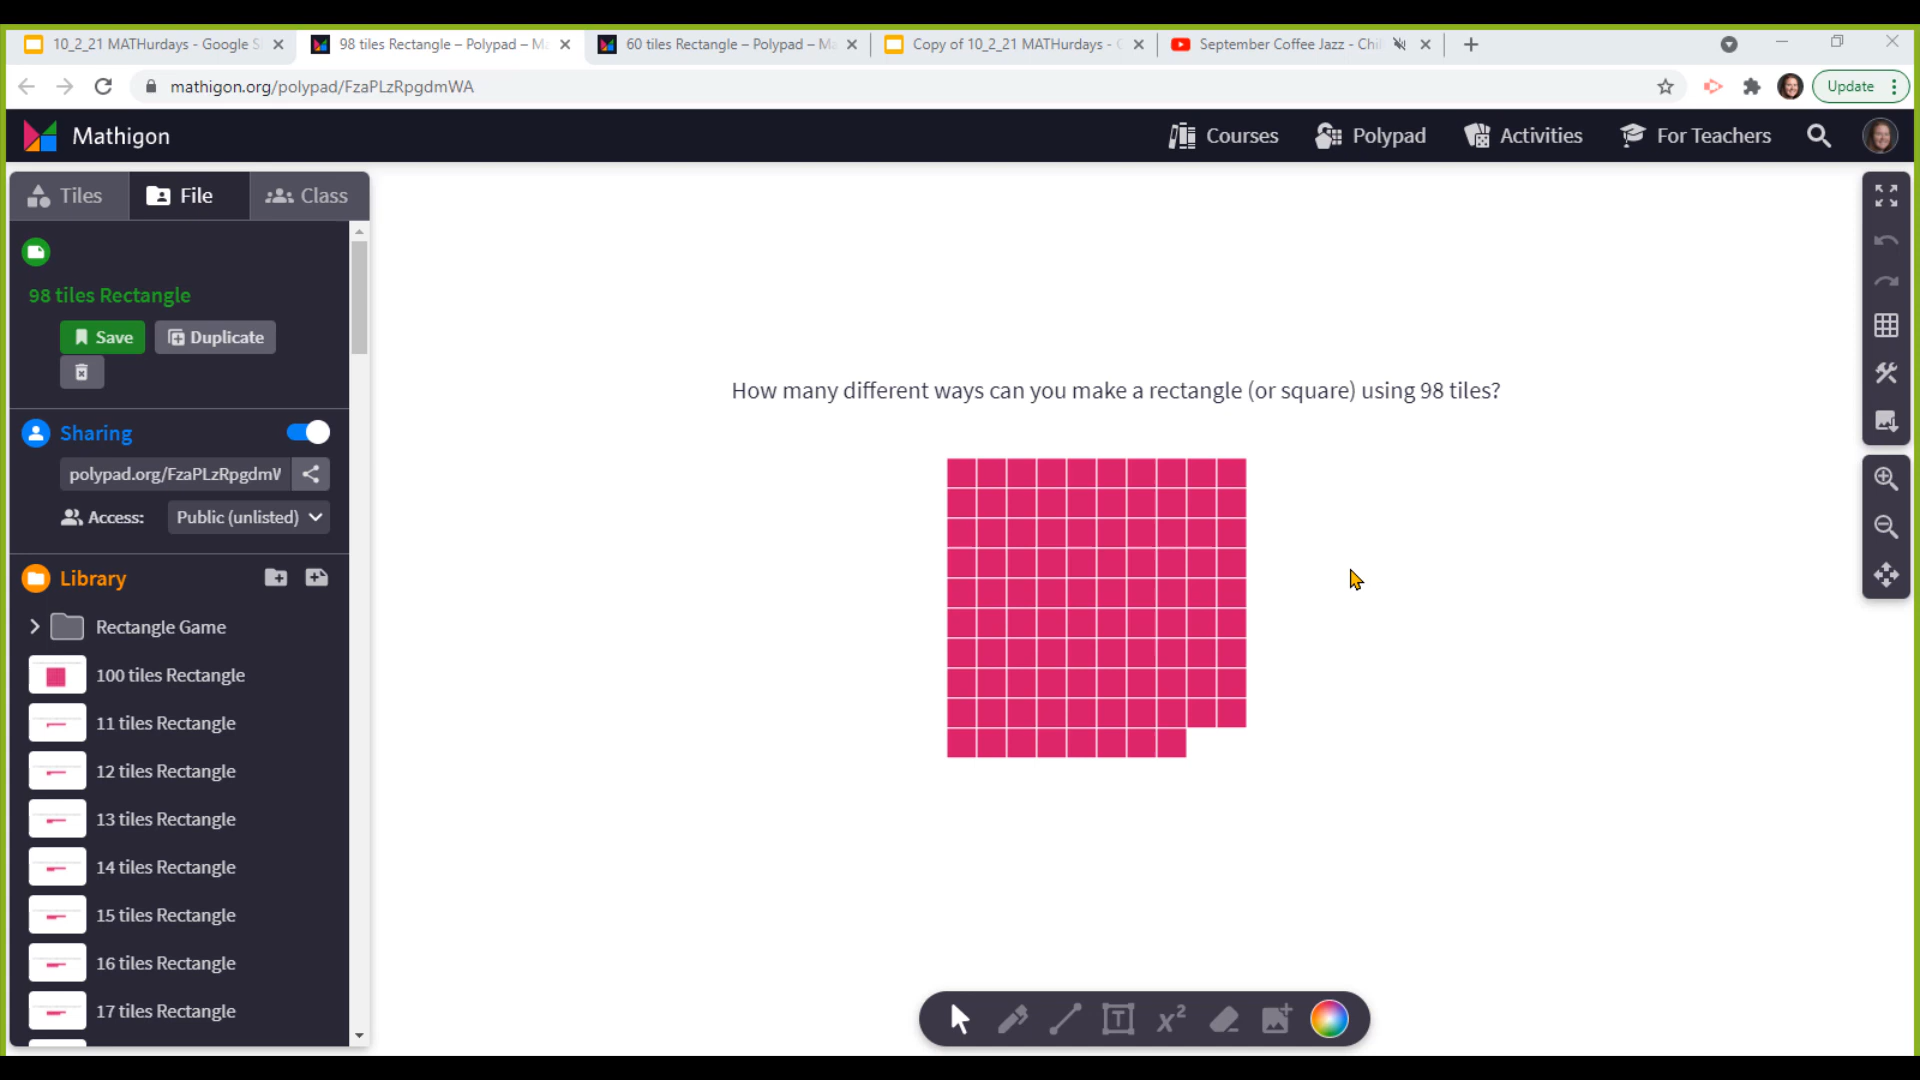 10_2_21 MATHurdays - Google S
98 tiles Rectangle – Polypad – Ma
60 tiles Rectangle – Polypad – Ma
Copy of 10_2_21 MATHurdays - G
September Coffee Jazz - Chi
mathigon.org/polypad/FzaPLzRpgdmWA
Update
Mathigon
Courses
Polypad
Activities
For Teachers
Tiles
File
Class
98 tiles Rectangle
Save
Duplicate
Sharing
polypad.org/FzaPLzRpgdmW
Access:
Public (unlisted)
Library
Rectangle Game
100 tiles Rectangle
11 tiles Rectangle
12 tiles Rectangle
13 tiles Rectangle
14 tiles Rectangle
15 tiles Rectangle
16 tiles Rectangle
17 tiles Rectangle
How many different ways can you make a rectangle (or square) using 98 tiles?
T
x²